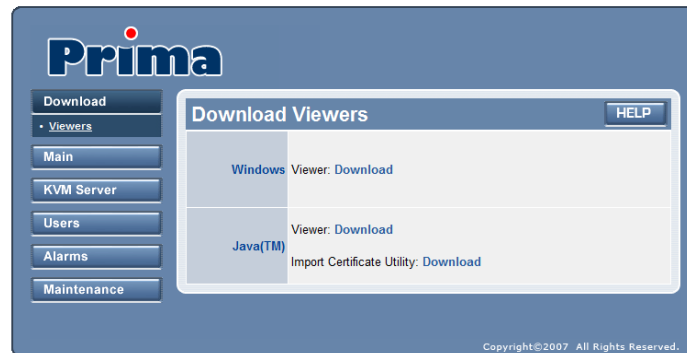 Prima
Download
• Viewers
Main
KVM Server
Users
Alarms
Maintenance
Download Viewers
HELP
Windows Viewer: Download
Java(TM)
Viewer: Download
Import Certificate Utility: Download
Copyright©2007 All Rights Reserved.